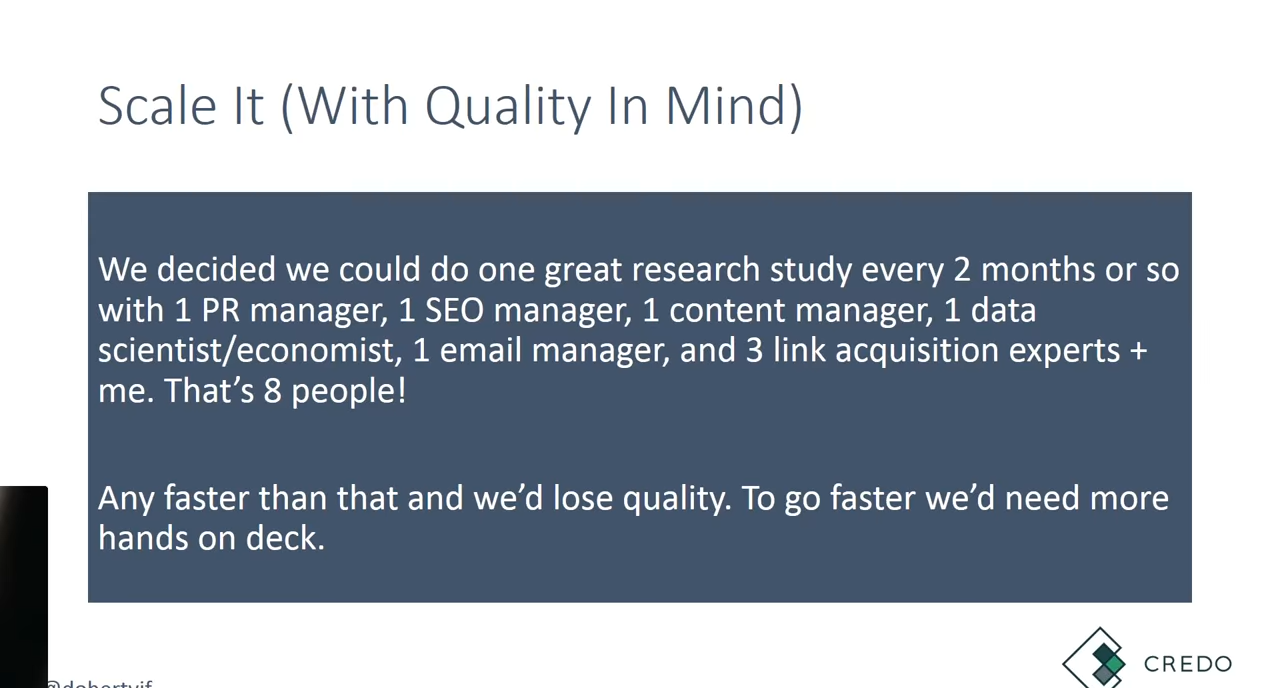 Scale It (With Quality In Mind)
We decided we could do one great research study every 2 months or so
with 1 PR manager, 1 SEO manager, 1 content manager, 1 data
scientist/economist, 1 email manager, and 3 link acquisition experts +
me. That’s 8 people!
Any faster than that and we’d lose quality. To go faster we’d need more
hands on deck.
CREDO